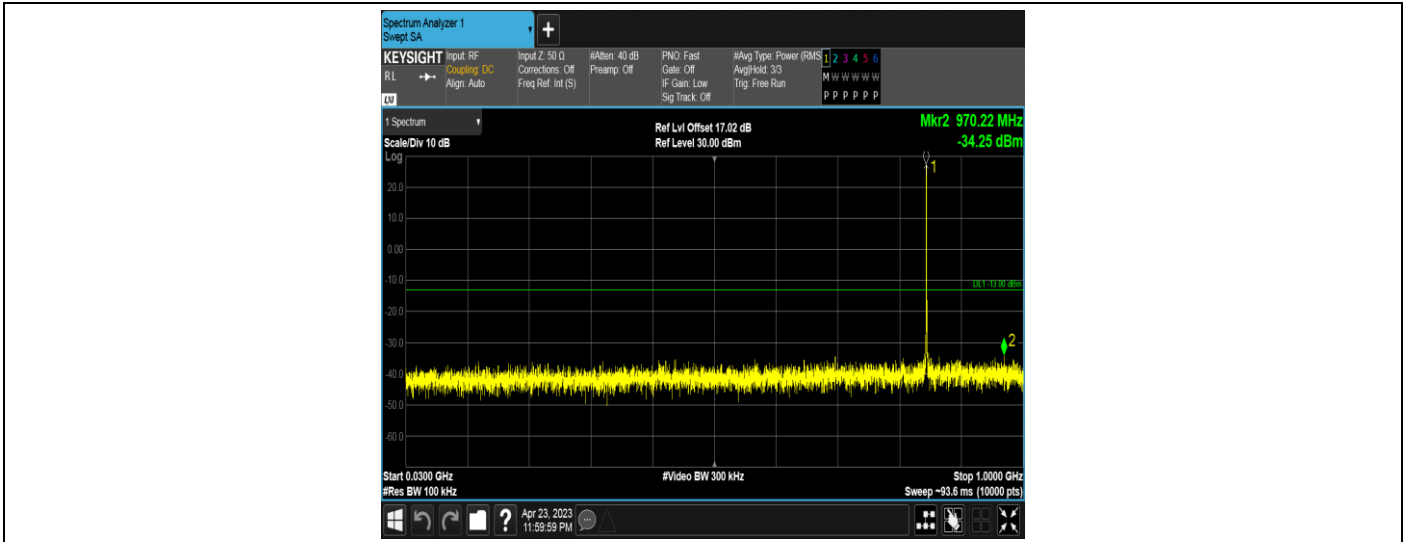 Spectrum Analyzer 1
Swept SA
+
KEYSIGHT
RL
LXI
Input: RF
Coupling: DC
Align: Auto
Input Z: 50 Ω
Corrections: Off
Freq Ref: Int (S)
#Atten: 40 dB
Preamp: Off
PNO: Fast
Gate: Off
IF Gain: Low
Sig Track: Off
#Avg Type: Power (RMS
Avg|Hold: 3/3
Trig: Free Run
1 2 3 4 5 6
M W W W W W
P P P P P P
1 Spectrum
Scale/Div 10 dB
Ref Lvl Offset 17.02 dB
Ref Level 30.00 dBm
Mkr2 970.22 MHz
-34.25 dBm
Log
1
20.0
10.0
0.00
-10.0
DL1 -13.00 dBm
-20.0
-30.0
2
-40.0
-50.0
-60.0
Start 0.0300 GHz
#Video BW 300 kHz
Stop 1.0000 GHz
#Res BW 100 kHz
Sweep ~93.6 ms (10000 pts)
?
Apr 23, 2023
11:59:59 PM